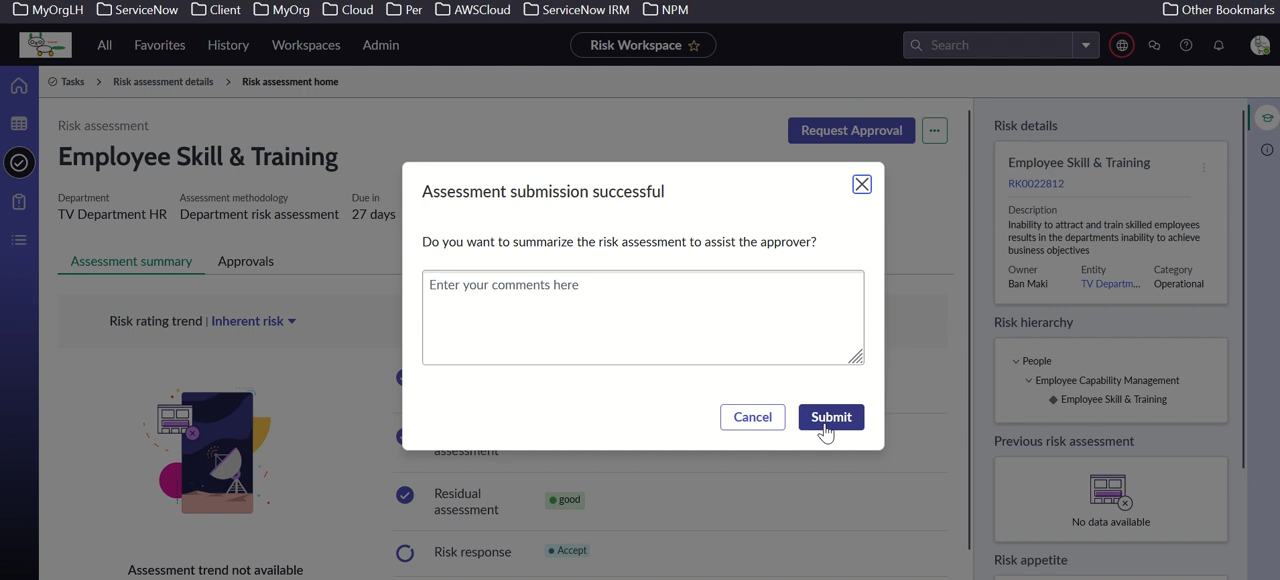 MyOrgLH ServiceNow Client MyOrg Cloud Per AWSCloud ServiceNow IRM NPM Other Bookmarks
All Favorites History Workspaces Admin Risk Workspace Search
Tasks > Risk assessment details > Risk assessment home
Risk assessment
Employee Skill & Training
Request Approval
Department Assessment methodology Due in
TV Department HR Department risk assessment 27 days
Assessment summary Approvals
Risk rating trend | Inherent risk
Assessment trend not available
Assessment submission successful
Do you want to summarize the risk assessment to assist the approver?
Enter your comments here
Cancel Submit
assessment
Residual
assessment
good
Risk response Accept
Risk details
Employee Skill & Training
RK0022812
Description
Inability to attract and train skilled employees
results in the departments inability to achieve
business objectives
Owner Entity Category
Ban Maki TV Departm... Operational
Risk hierarchy
People
Employee Capability Management
Employee Skill & Training
Previous risk assessment
No data available
Risk appetite